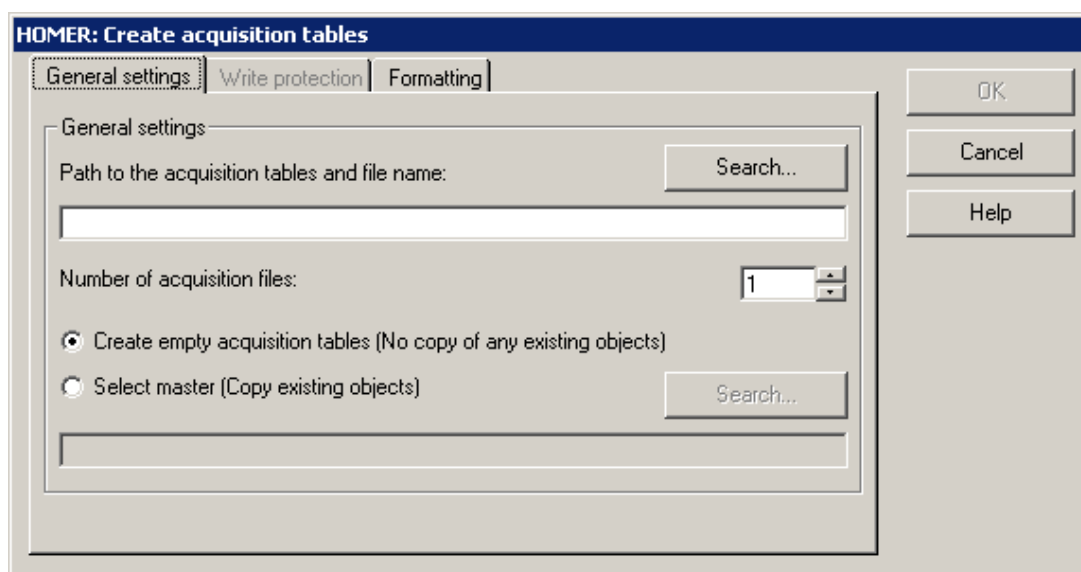 HOMER: Create acquisition tables
General settings Write protection Formatting
OK
General settings
Path to the acquisition tables and file name: Search...
Cancel
Help
Number of acquisition files: 1
Create empty acquisition tables (No copy of any existing objects)
Select master (Copy existing objects) Search...